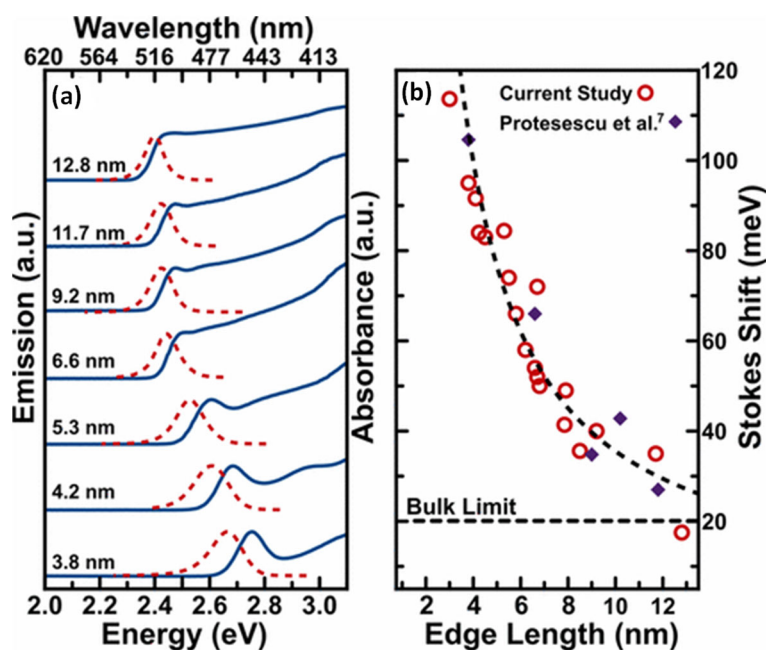 Wavelength (nm)
620 564 516 477 443 413
(a)
12.8 nm
11.7 nm
9.2 nm
6.6 nm
5.3 nm
4.2 nm
3.8 nm
Emission (a.u.)
Absorbance (a.u.)
2.0 2.2 2.4 2.6 2.8 3.0
Energy (eV)
(b)
Current Study
Protesescu et al.7
Bulk Limit
120
100
80
60
40
20
Stokes Shift (meV)
2 4 6 8 10 12
Edge Length (nm)